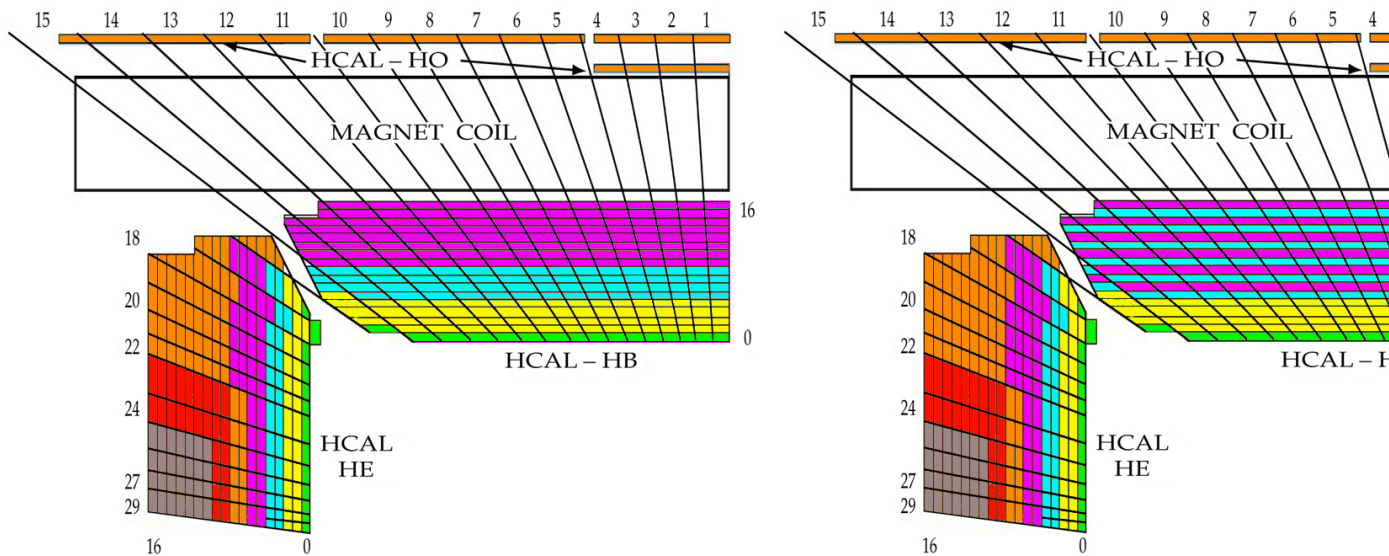 15 14 13 12 11 10 9 8 7 6 5 4 3 2 1
HCAL – HO
MAGNET COIL
16
18
20
22
24
27
29
0
HCAL – HB
HCAL
HE
16 0
15 14 13 12 11 10 9 8 7 6 5 4
HCAL – HO
MAGNET COIL
18
20
22
24
27
29
HCAL – H
HCAL
HE
16 0